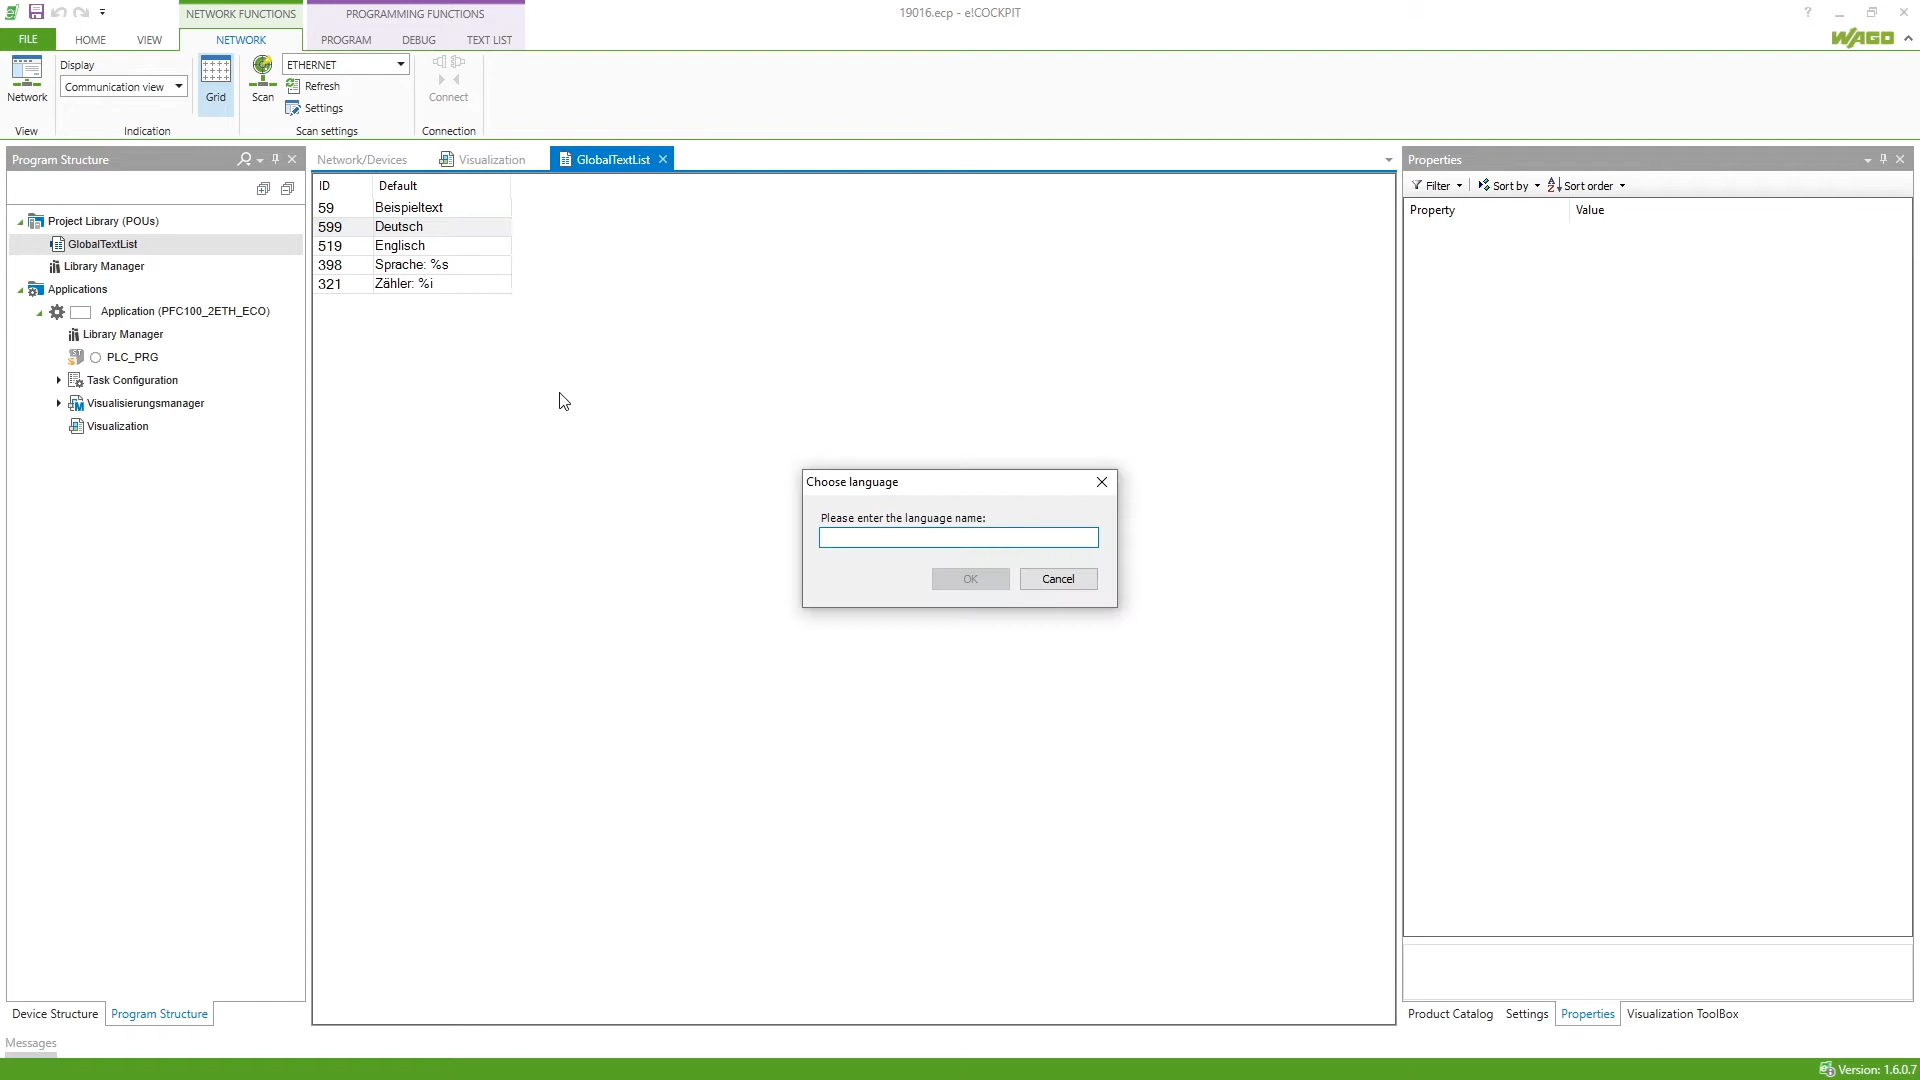 19016.ecp - e!COCKPIT
NETWORK FUNCTIONS
PROGRAMMING FUNCTIONS
FILE
HOME
VIEW
NETWORK
PROGRAM
DEBUG
TEXT LIST
WAGO
Network
View
Display
Communication view
Indication
Grid
Scan
ETHERNET
Refresh
Settings
Scan settings
Connect
Connection
Program Structure
Project Library (POUs)
GlobalTextList
Library Manager
Applications
Application (PFC100_2ETH_ECO)
Library Manager
PLC_PRG
Task Configuration
Visualisierungsmanager
Visualization
Device Structure
Program Structure
Network/Devices
Visualization
GlobalTextList
ID Default
59 Beispieltext
599 Deutsch
519 Englisch
398 Sprache: %s
321 Zähler: %i
Choose language
Please enter the language name:
OK
Cancel
Properties
Filter
Sort by
Sort order
Property
Value
Product Catalog
Settings
Properties
Visualization ToolBox
Messages
Version: 1.6.0.7